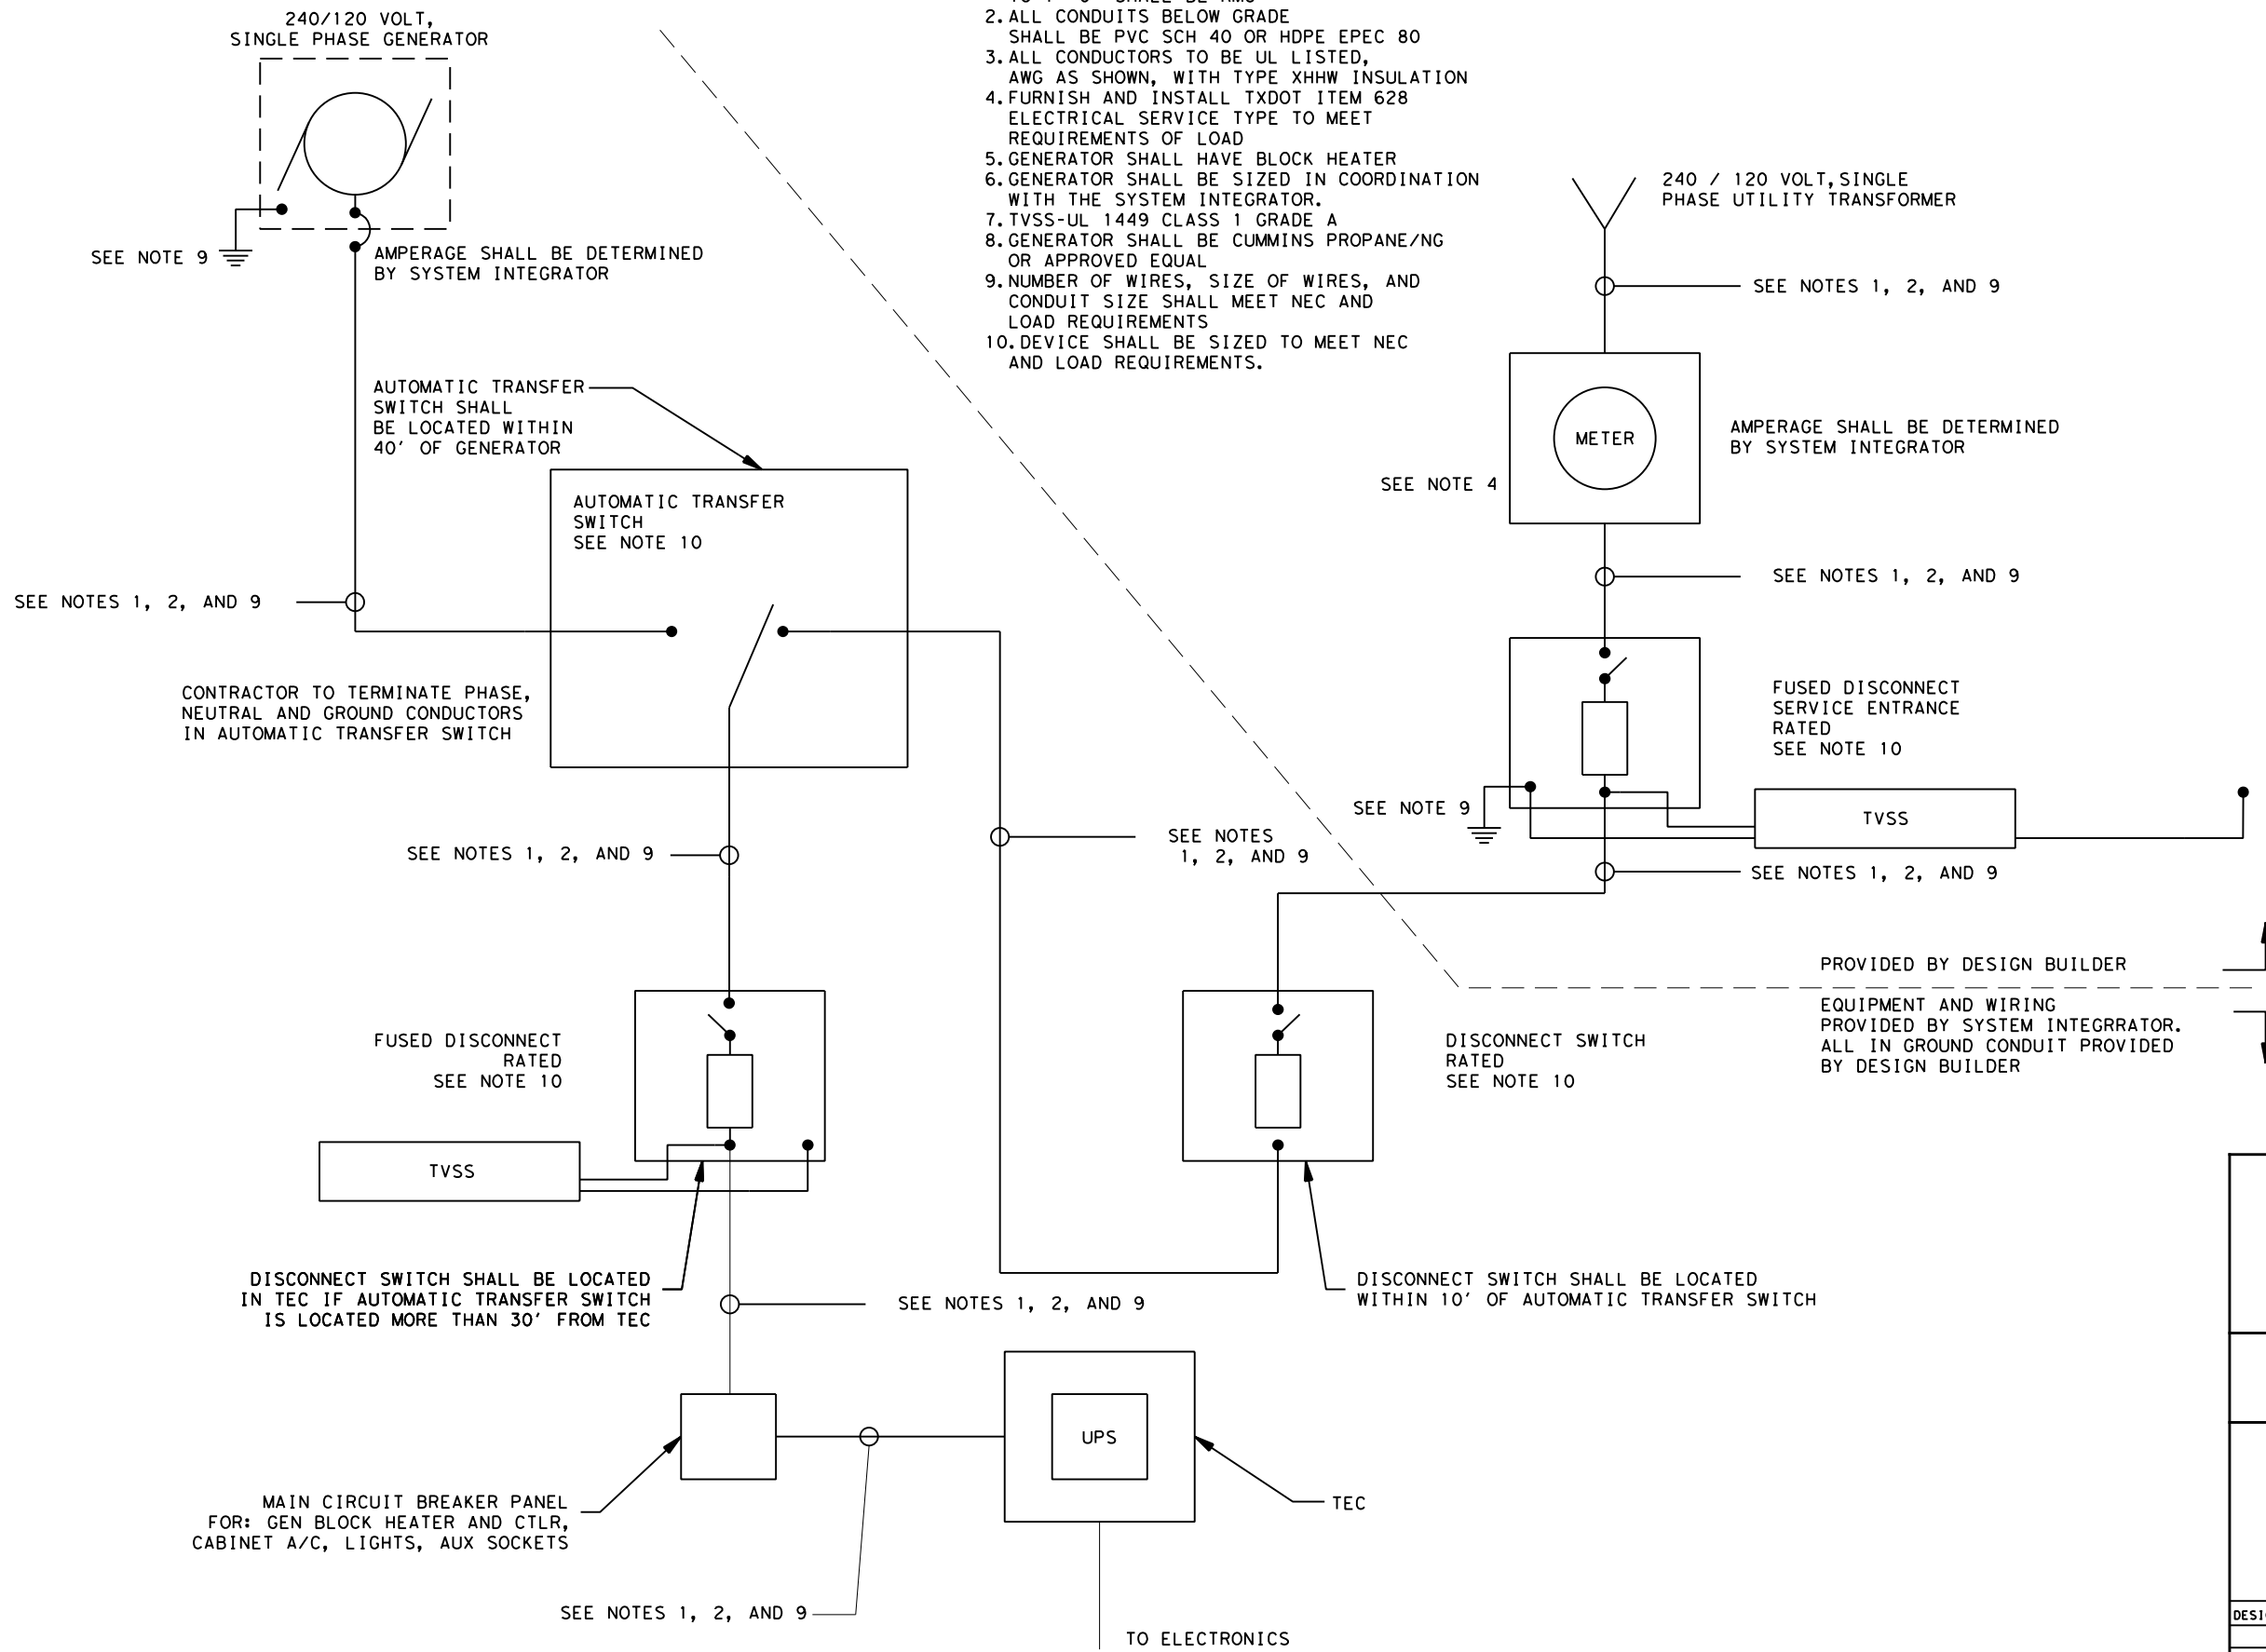 240/120 VOLT,
SINGLE PHASE GENERATOR
SEE NOTE 9
AMPERAGE SHALL BE DETERMINED
BY SYSTEM INTEGRATOR
2. ALL CONDUITS BELOW GRADE
SHALL BE PVC SCH 40 OR HDPE EPEC 80
3. ALL CONDUCTORS TO BE UL LISTED,
AWG AS SHOWN, WITH TYPE XHHW INSULATION
4. FURNISH AND INSTALL TXDOT ITEM 628
ELECTRICAL SERVICE TYPE TO MEET
REQUIREMENTS OF LOAD
5. GENERATOR SHALL HAVE BLOCK HEATER
6. GENERATOR SHALL BE SIZED IN COORDINATION
WITH THE SYSTEM INTEGRATOR.
7. TVSS-UL 1449 CLASS 1 GRADE A
8. GENERATOR SHALL BE CUMMINS PROPANE/NG
OR APPROVED EQUAL
9. NUMBER OF WIRES, SIZE OF WIRES, AND
CONDUIT SIZE SHALL MEET NEC AND
LOAD REQUIREMENTS
10. DEVICE SHALL BE SIZED TO MEET NEC
AND LOAD REQUIREMENTS.
240 / 120 VOLT, SINGLE
PHASE UTILITY TRANSFORMER
SEE NOTES 1, 2, AND 9
METER
AMPERAGE SHALL BE DETERMINED
BY SYSTEM INTEGRATOR
SEE NOTE 4
SEE NOTES 1, 2, AND 9
AUTOMATIC TRANSFER
SWITCH SHALL
BE LOCATED WITHIN
40' OF GENERATOR
AUTOMATIC TRANSFER
SWITCH
SEE NOTE 10
SEE NOTES 1, 2, AND 9
CONTRACTOR TO TERMINATE PHASE,
NEUTRAL AND GROUND CONDUCTORS
IN AUTOMATIC TRANSFER SWITCH
FUSED DISCONNECT
SERVICE ENTRANCE
RATED
SEE NOTE 10
SEE NOTE 9
TVSS
SEE NOTES 1, 2, AND 9
SEE NOTES
1, 2, AND 9
SEE NOTES 1, 2, AND 9
PROVIDED BY DESIGN BUILDER
EQUIPMENT AND WIRING
PROVIDED BY SYSTEM INTEGRRATOR.
ALL IN GROUND CONDUIT PROVIDED
BY DESIGN BUILDER
FUSED DISCONNECT
RATED
SEE NOTE 10
DISCONNECT SWITCH
RATED
SEE NOTE 10
TVSS
DISCONNECT SWITCH SHALL BE LOCATED
IN TEC IF AUTOMATIC TRANSFER SWITCH
IS LOCATED MORE THAN 30' FROM TEC
SEE NOTES 1, 2, AND 9
DISCONNECT SWITCH SHALL BE LOCATED
WITHIN 10' OF AUTOMATIC TRANSFER SWITCH
UPS
MAIN CIRCUIT BREAKER PANEL
FOR: GEN BLOCK HEATER AND CTLR,
CABINET A/C, LIGHTS, AUX SOCKETS
TEC
SEE NOTES 1, 2, AND 9
TO ELECTRONICS